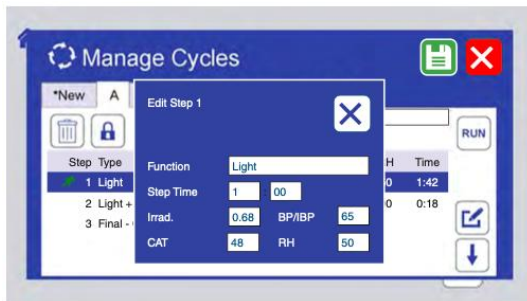 Manage Cycles
*New A
Edit Step 1
RUN
Step Type H Time
Function Light
1 Light 0 1:42
Step Time 1 : 00
2 Light + 0 0:18
Irrad. 0.68 BP/IBP 65
3 Final -
CAT 48 RH 50